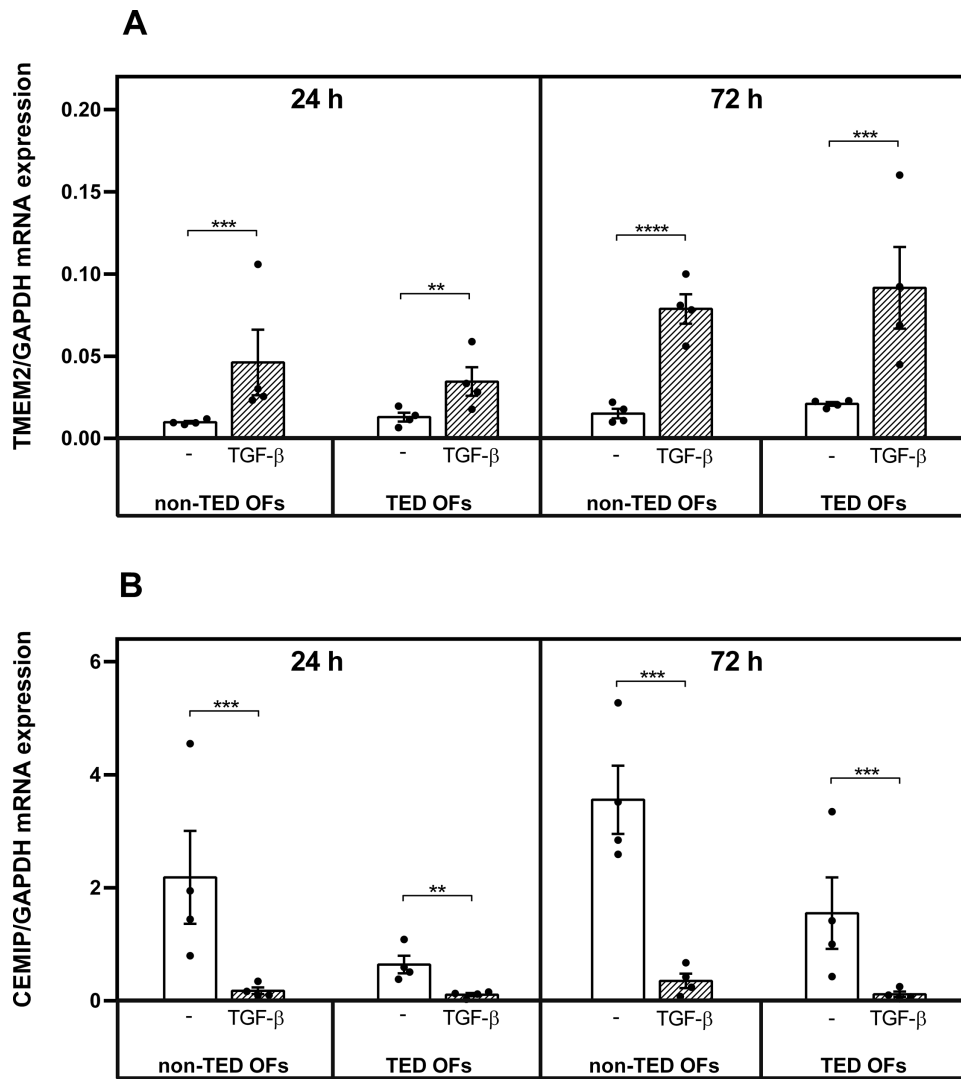 A
24 h
72 h
TMEM2/GAPDH mRNA expression
0.20
0.15
0.10
0.05
0.00
***
**
****
***
- TGF-β - TGF-β - TGF-β - TGF-β
non-TED OFs TED OFs non-TED OFs TED OFs
B
24 h
72 h
CEMIP/GAPDH mRNA expression
6
4
2
0
***
**
***
***
- TGF-β - TGF-β - TGF-β - TGF-β
non-TED OFs TED OFs non-TED OFs TED OFs